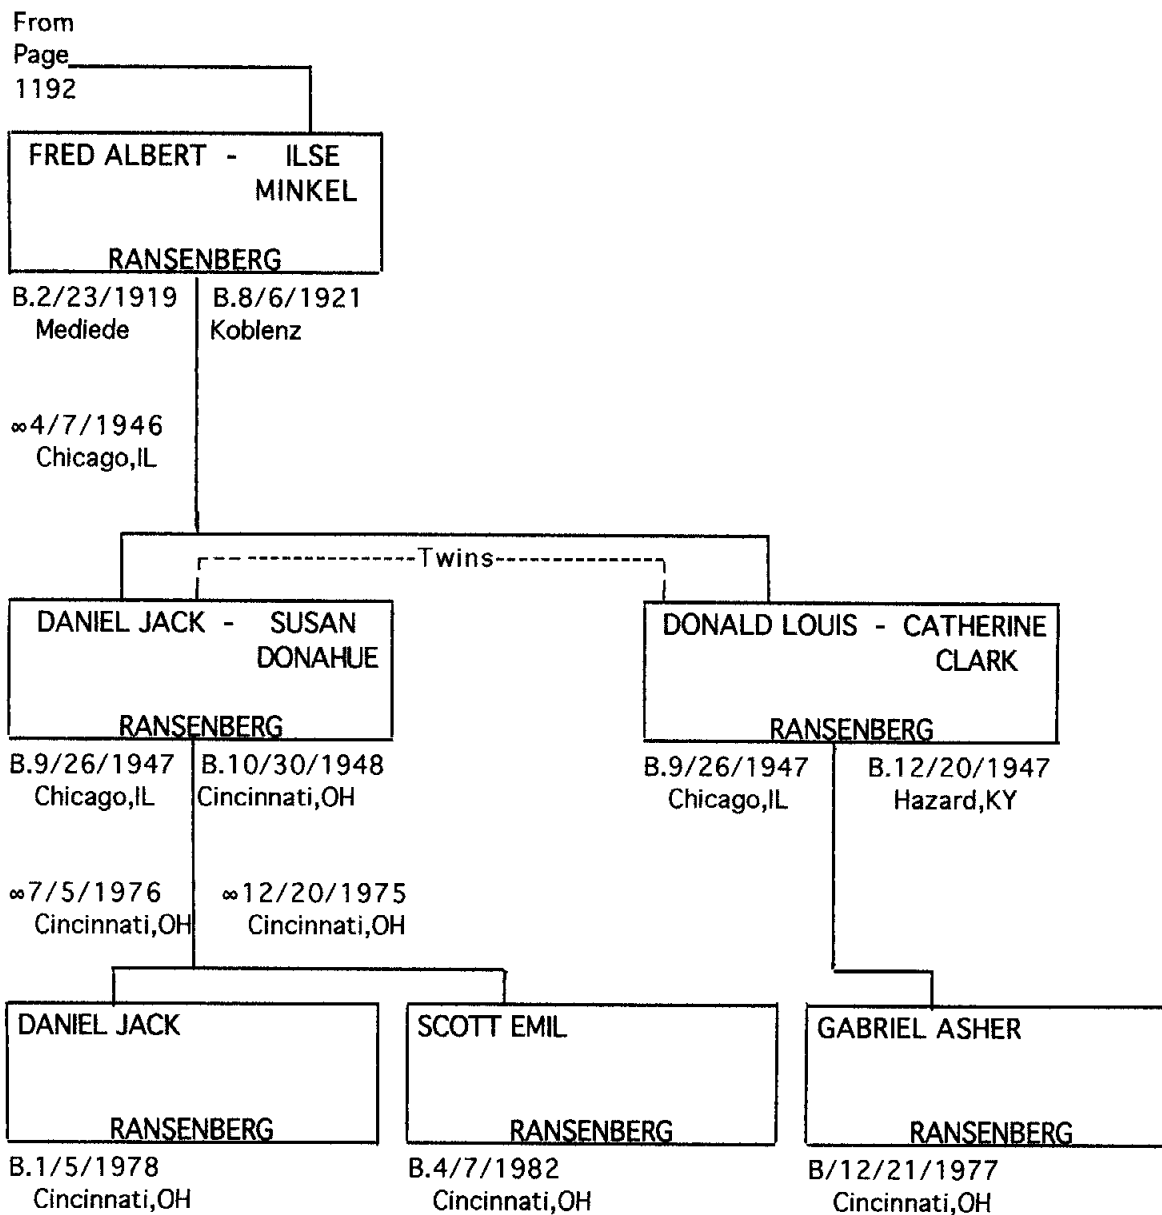 From
Page
1192
FRED ALBERT - ILSE
MINKEL
RANSENBERG
B.2/23/1919 B.8/6/1921
Mediede Koblenz
∞4/7/1946
Chicago,IL
Twins
DANIEL JACK - SUSAN
DONAHUE
RANSENBERG
B.9/26/1947 B.10/30/1948
Chicago,IL Cincinnati,OH
∞7/5/1976 ∞12/20/1975
Cincinnati,OH Cincinnati,OH
DONALD LOUIS - CATHERINE
CLARK
RANSENBERG
B.9/26/1947 B.12/20/1947
Chicago,IL Hazard,KY
DANIEL JACK
RANSENBERG
B.1/5/1978
Cincinnati,OH
SCOTT EMIL
RANSENBERG
B.4/7/1982
Cincinnati,OH
GABRIEL ASHER
RANSENBERG
B/12/21/1977
Cincinnati,OH